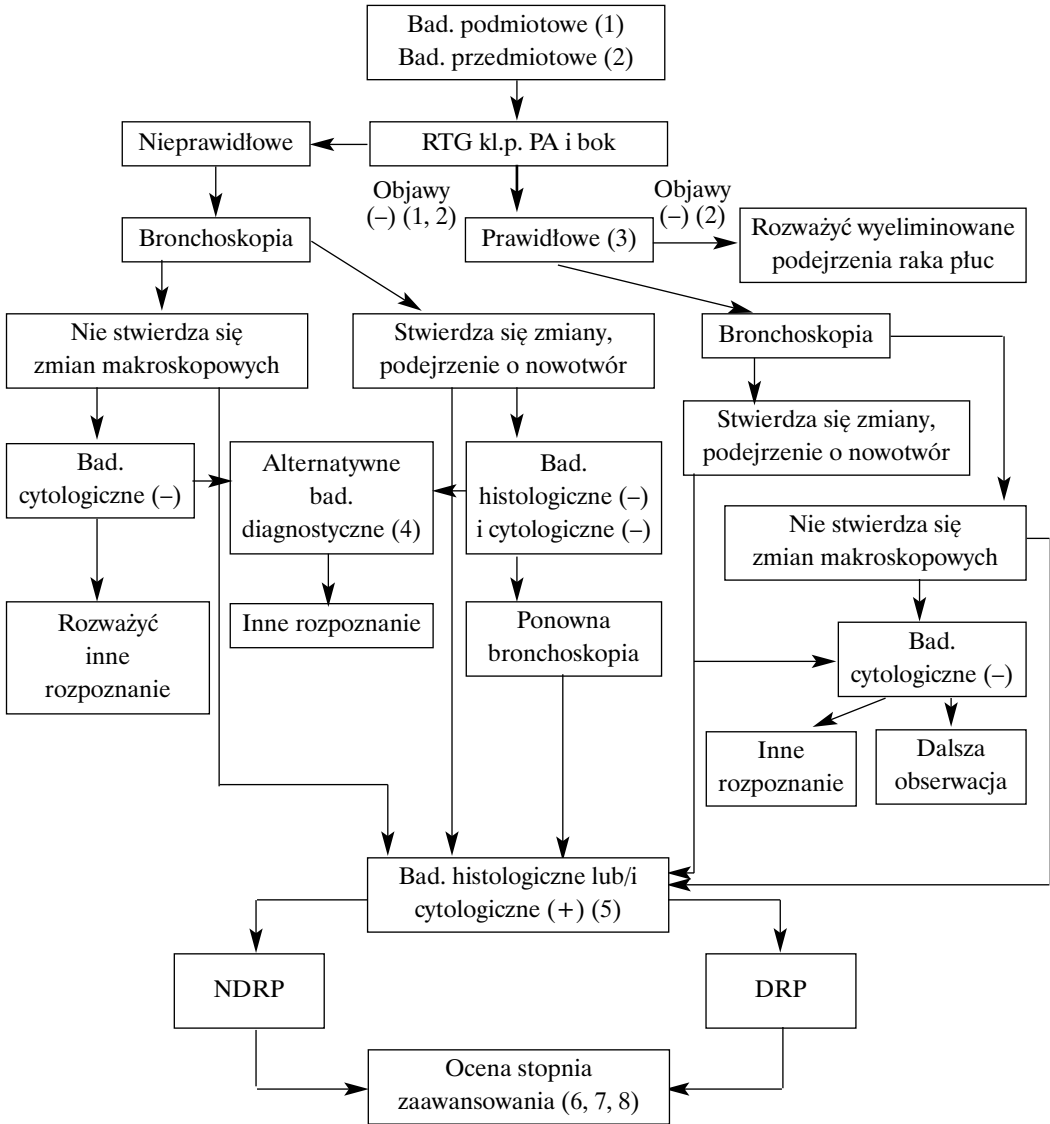 Bad. podmiotowe (1)
Bad. przedmiotowe (2)
Nieprawidłowe
RTG kl.p. PA i bok
Objawy
(–) (1, 2)
Objawy
(–) (2)
Bronchoskopia
Prawidłowe (3)
Rozważyć wyeliminowane
podejrzenia raka płuc
Nie stwierdza się
zmian makroskopowych
Stwierdza się zmiany,
podejrzenie o nowotwór
Bronchoskopia
Stwierdza się zmiany,
podejrzenie o nowotwór
Bad.
cytologiczne (–)
Alternatywne
bad.
diagnostyczne (4)
Bad.
histologiczne (–)
i cytologiczne (–)
Nie stwierdza się
zmian makroskopowych
Rozważyć
inne
rozpoznanie
Inne rozpoznanie
Ponowna
bronchoskopia
Bad.
cytologiczne (–)
Inne
rozpoznanie
Dalsza
obserwacja
Bad. histologiczne lub/i
cytologiczne (+) (5)
NDRP
DRP
Ocena stopnia
zaawansowania (6, 7, 8)